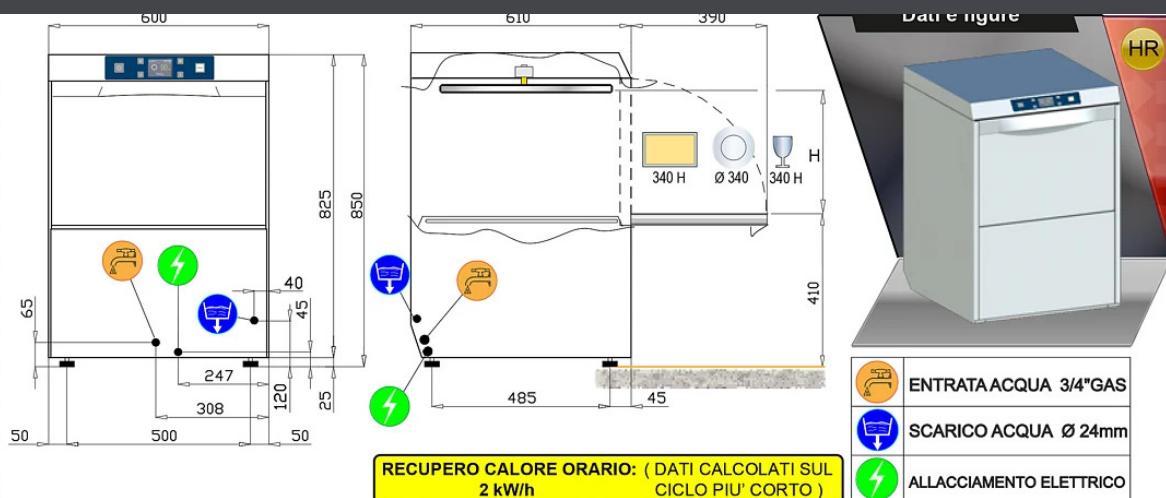 600
610
390
Dati e figure
HR
340 H
Ø 340
340 H
H
825
850
410
65
40
45
247
308
120
25
50
500
50
485
45
ENTRATA ACQUA 3/4"GAS
SCARICO ACQUA Ø 24mm
ALLACCIAMENTO ELETTRICO
RECUPERO CALORE ORARIO: ( DATI CALCOLATI SUL
2 kW/h CICLO PIU' CORTO )